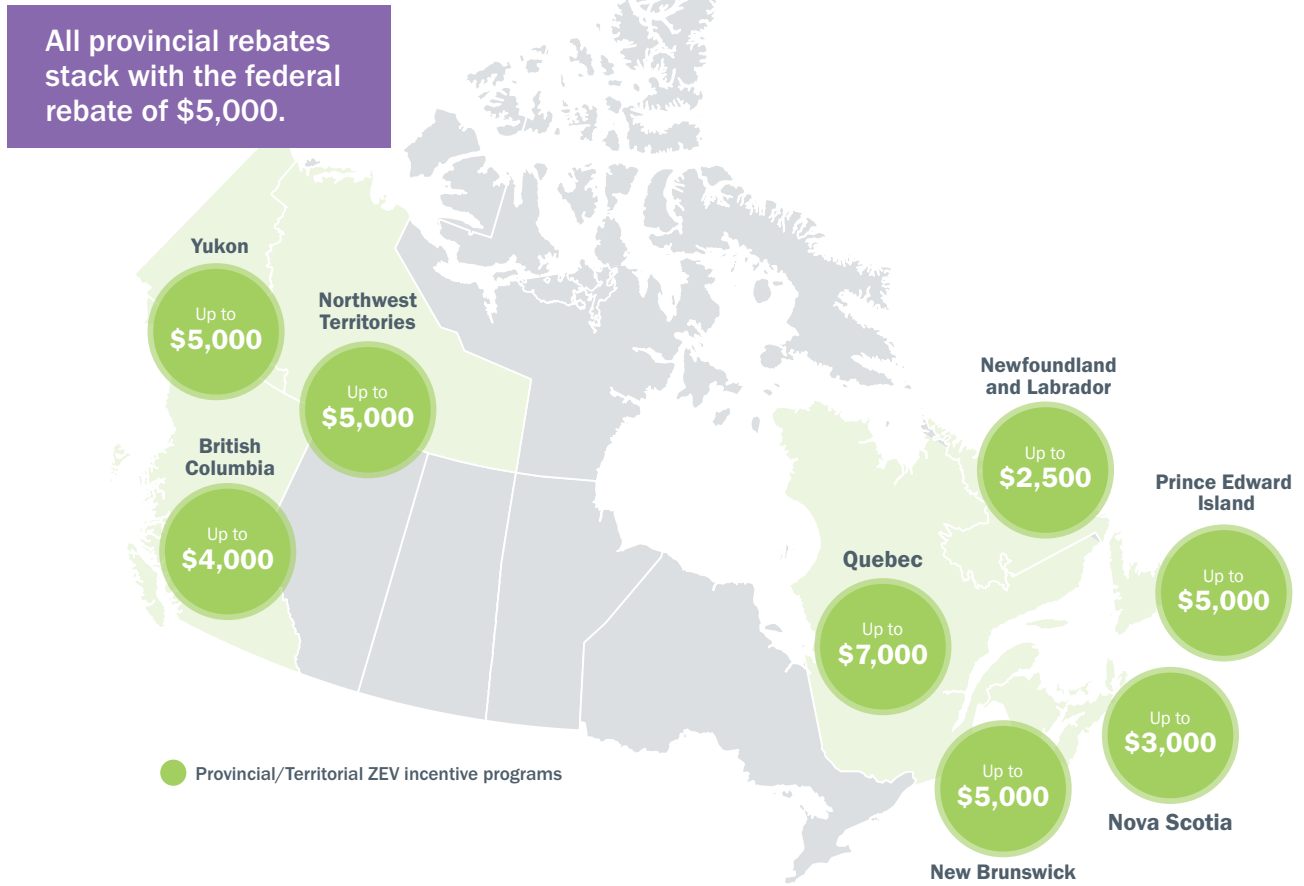 All provincial rebates
stack with the federal
rebate of $5,000.
Yukon
Up to
$5,000
Northwest
Territories
Up to
$5,000
British
Columbia
Up to
$4,000
Newfoundland
and Labrador
Up to
$2,500
Prince Edward
Island
Up to
$5,000
Quebec
Up to
$7,000
Up to
$3,000
Nova Scotia
Up to
$5,000
New Brunswick
Provincial/Territorial ZEV incentive programs